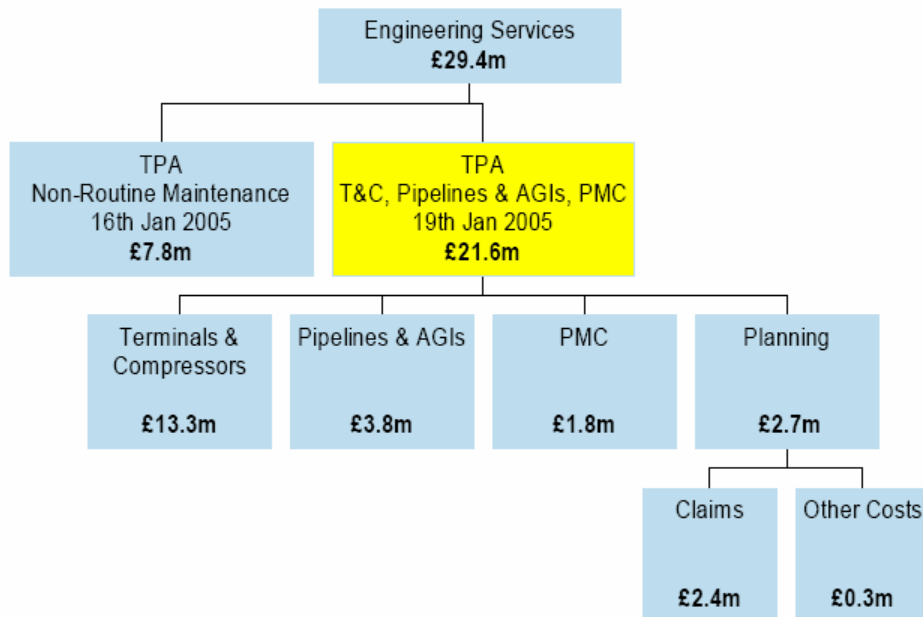 Engineering Services
£29.4m
TPA
Non-Routine Maintenance
16th Jan 2005
£7.8m
TPA
T&C, Pipelines & AGIs, PMC
19th Jan 2005
£21.6m
Terminals &
Compressors
£13.3m
Pipelines & AGIs
£3.8m
PMC
£1.8m
Planning
£2.7m
Claims
£2.4m
Other Costs
£0.3m